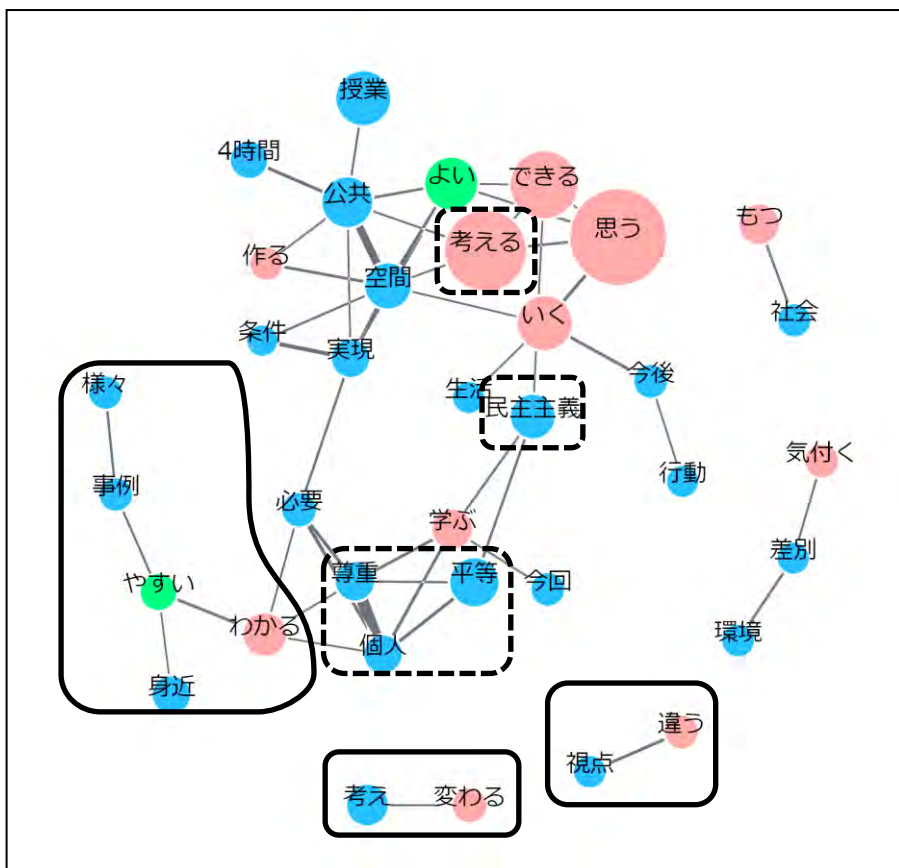 授業
4時間
よい
できる
公共
もつ
考える
思う
作る
空間
社会
条件
実現
いく
今後
様々
生活
民主主義
気付く
行動
事例
必要
学ぶ
差別
やすい
尊重
平等
今回
わかる
個人
環境
身近
違う
視点
考え
変わる